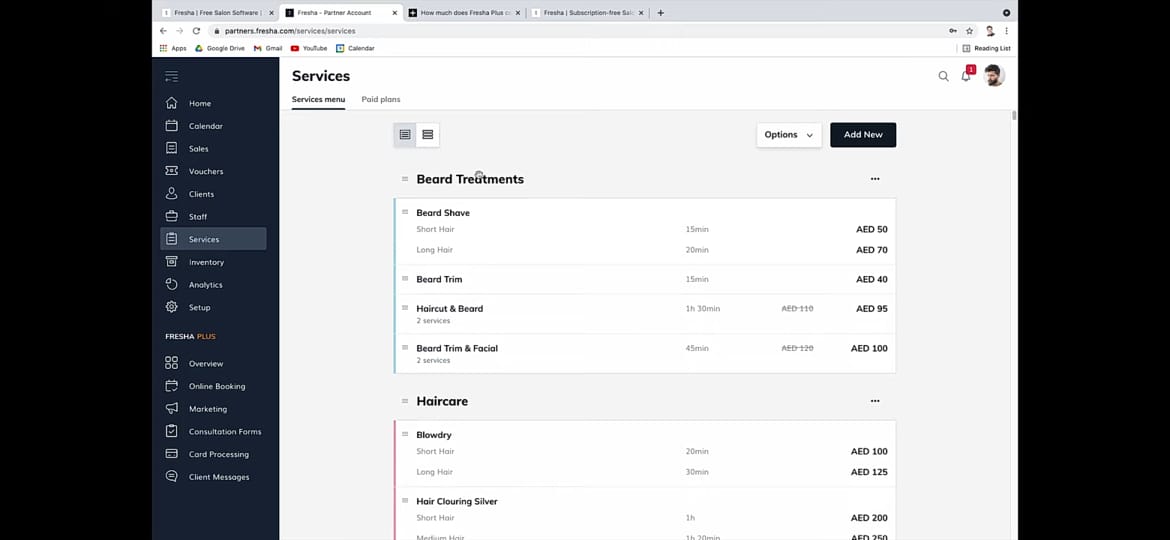 Fresha | Free Salon Software |
Fresha - Partner Account
How much does Fresha Plus c
Fresha | Subscription-free Sal
partners.fresha.com/services/services
Apps
Google Drive
Gmail
YouTube
Calendar
Reading List
Services
1
Services menu
Paid plans
Home
Calendar
Sales
Vouchers
Clients
Staff
Services
Inventory
Analytics
Setup
FRESHA PLUS
Overview
Online Booking
Marketing
Consultation Forms
Card Processing
Client Messages
Options
Add New
Beard Treatments
Beard Shave
Short Hair 15min AED 50
Long Hair 20min AED 70
Beard Trim 15min AED 40
Haircut & Beard 1h 30min AED 110 AED 95
2 services
Beard Trim & Facial 45min AED 120 AED 100
2 services
Haircare
Blowdry
Short Hair 20min AED 100
Long Hair 30min AED 125
Hair Clouring Silver
Short Hair 1h AED 200
Medium Hair 1h 20min AED 250